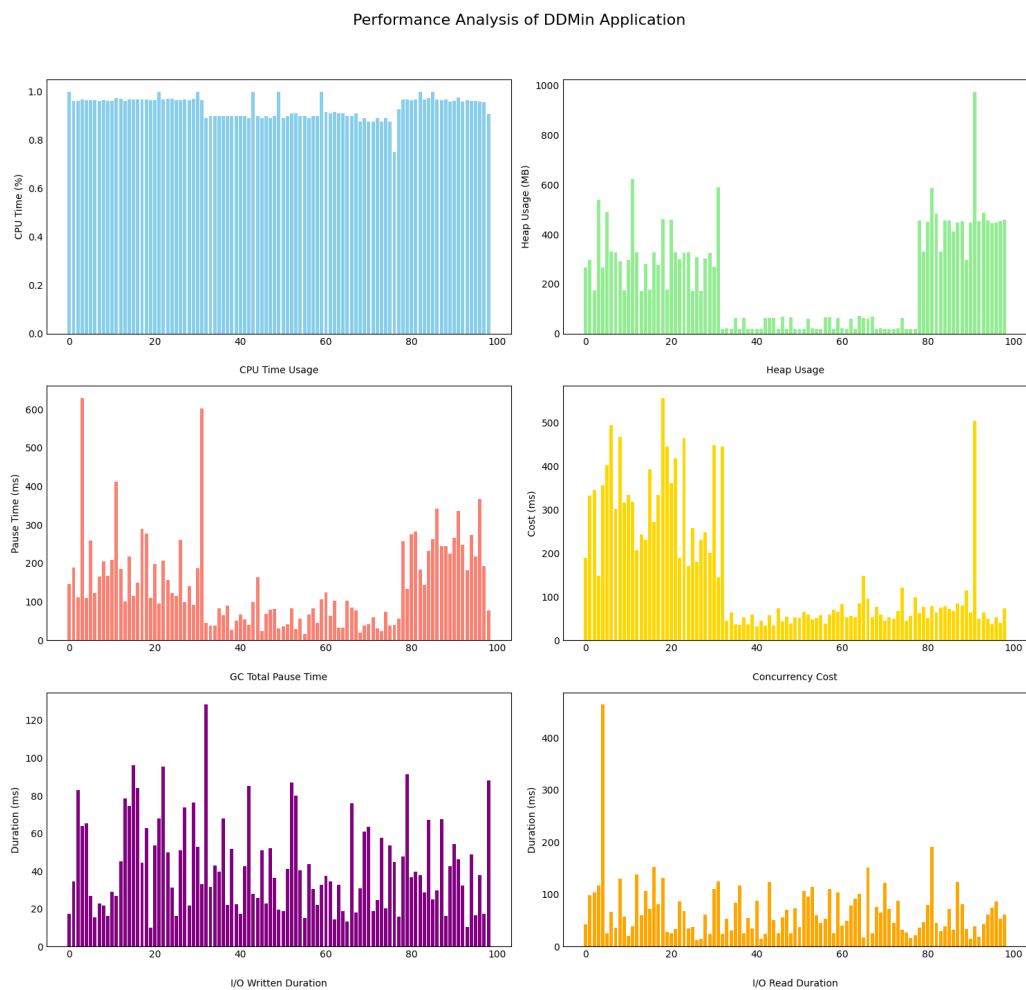 Performance Analysis of DDMin Application
CPU Time (%)
1.0
0.8
0.6
0.4
0.2
0.0
0 20 40 60 80 100
CPU Time Usage
Heap Usage (MB)
1000
800
600
400
200
0
0 20 40 60 80 100
Heap Usage
Pause Time (ms)
600
500
400
300
200
100
0
0 20 40 60 80 100
GC Total Pause Time
Cost (ms)
500
400
300
200
100
0
0 20 40 60 80 100
Concurrency Cost
Duration (ms)
120
100
80
60
40
20
0
0 20 40 60 80 100
I/O Written Duration
Duration (ms)
400
300
200
100
0
0 20 40 60 80 100
I/O Read Duration